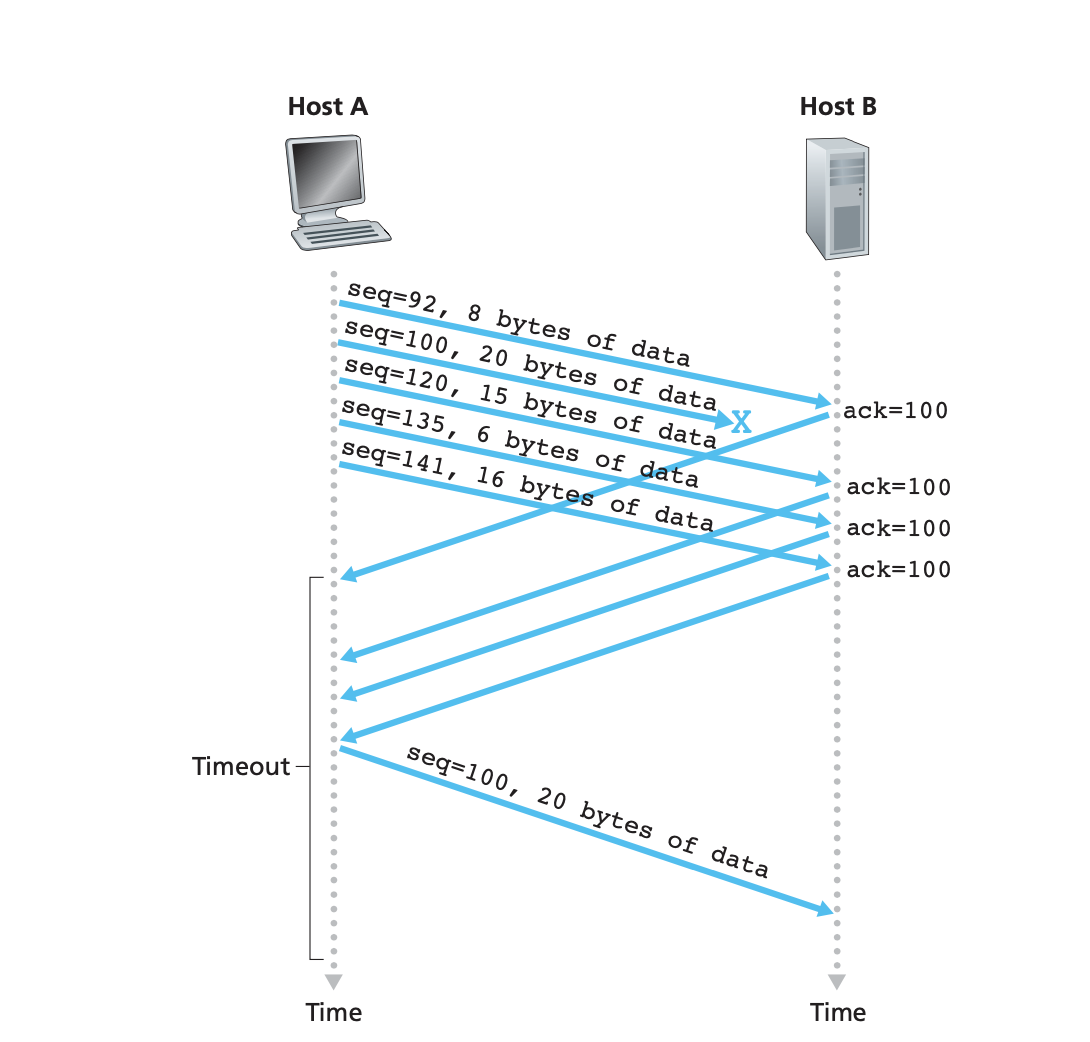 Host A
Host B
seq=92, 8 bytes of data
seq=100, 20 bytes of data
seq=120, 15 bytes of data
seq=135, 6 bytes of data
seq=141, 16 bytes of data
X
ack=100
ack=100
ack=100
ack=100
Timeout
seq=100, 20 bytes of data
Time
Time